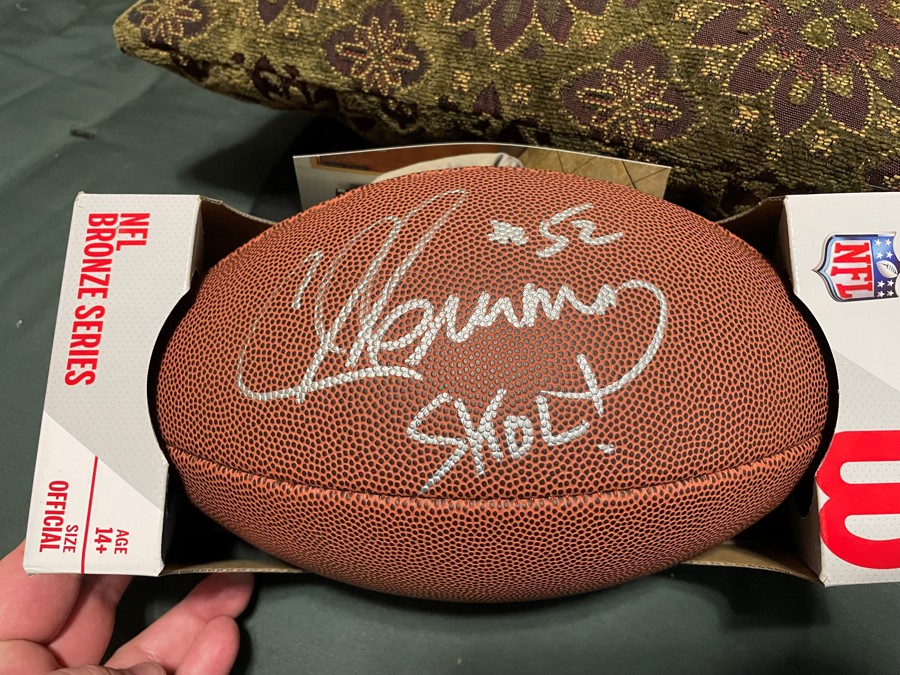 NFL
BRONZE SERIES
AGE
14+
OFFICIAL
SIZE
#52
SKOL!
NFL